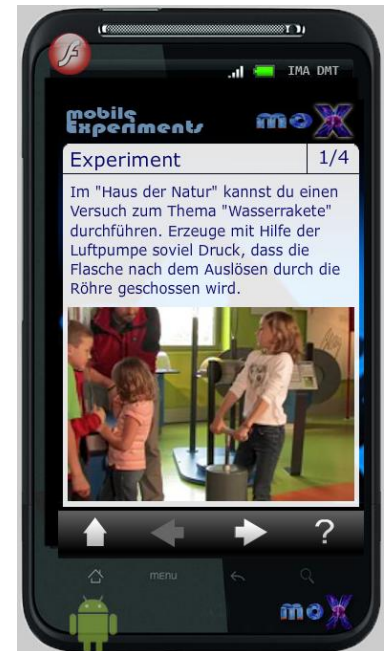 IMA DMT
mobile
Experiments
moX
Experiment
1/4
Im "Haus der Natur" kannst du einen
Versuch zum Thema "Wasserrakete"
durchführen. Erzeuge mit Hilfe der
Luftpumpe soviel Druck, dass die
Flasche nach dem Auslösen durch die
Röhre geschossen wird.
?
MENU
moX